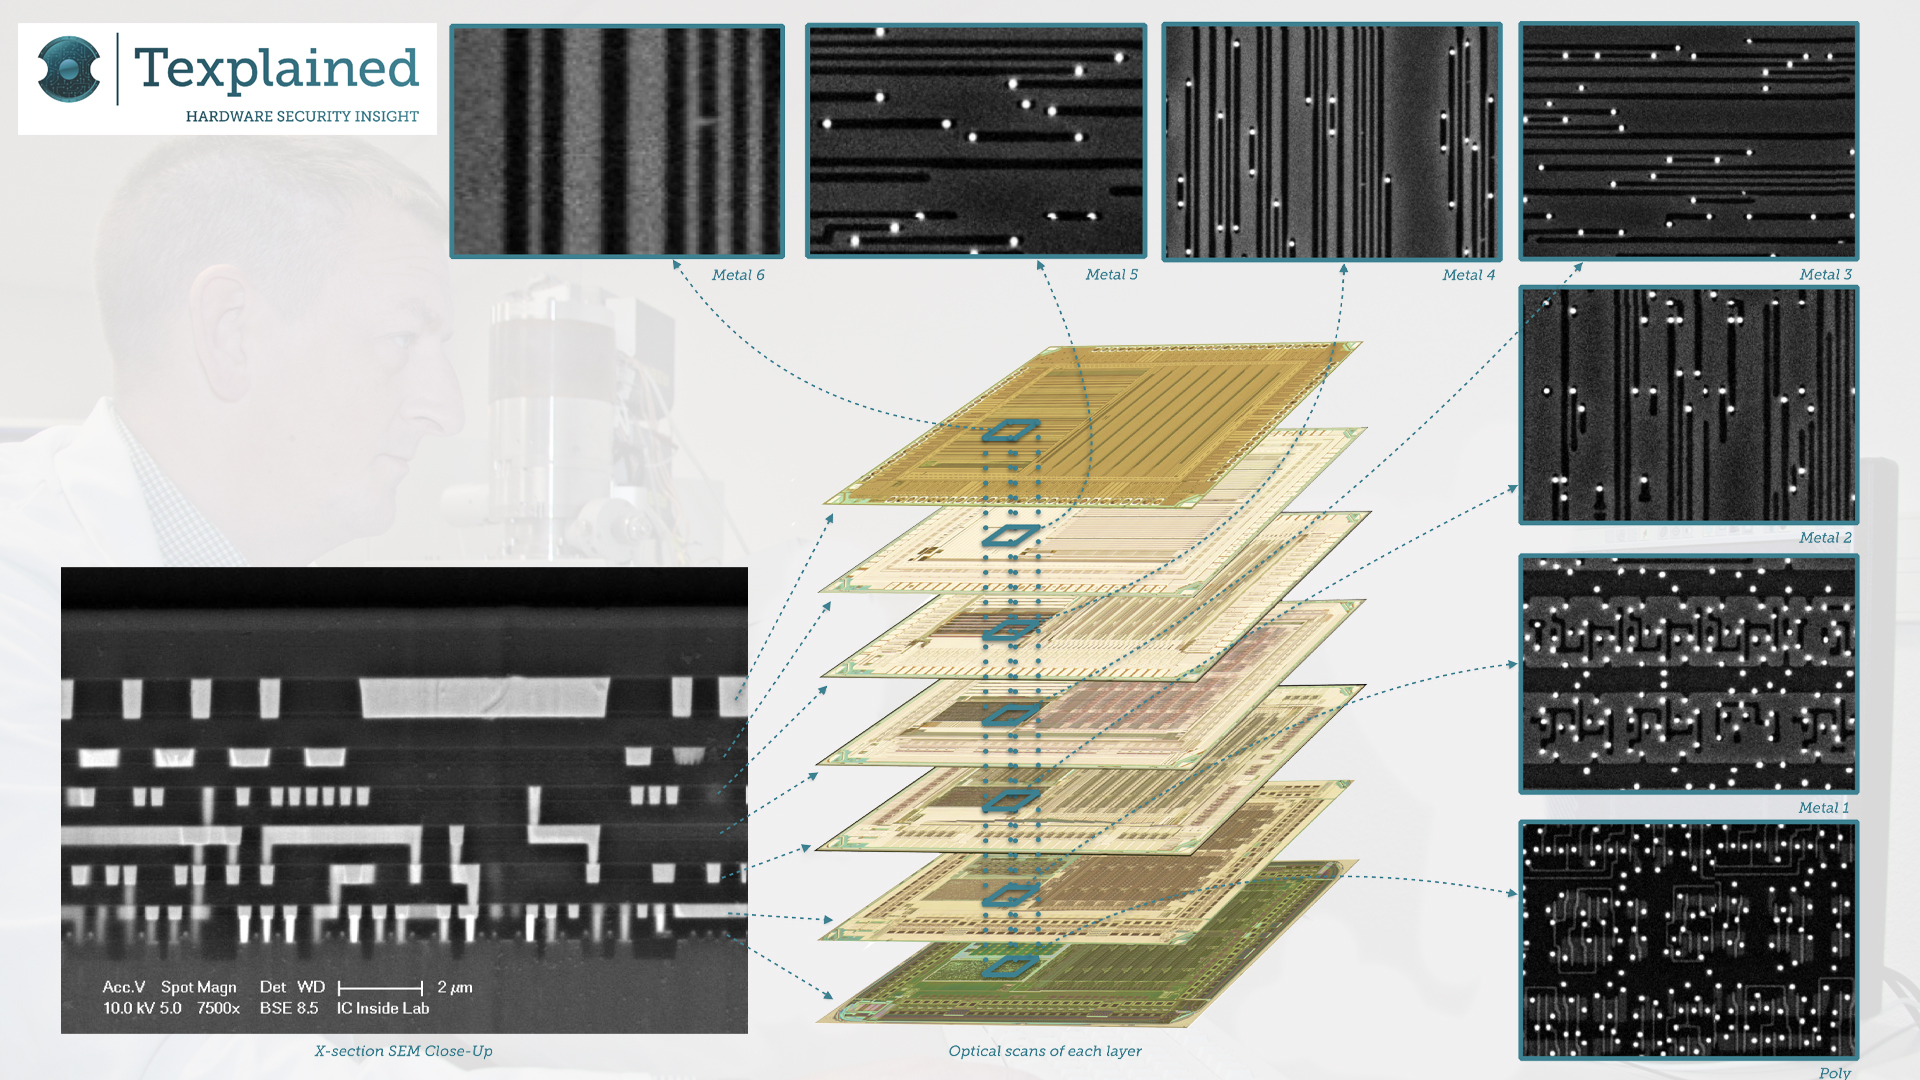 Texplained
HARDWARE SECURITY INSIGHT
Metal 6
Metal 5
Metal 4
Metal 3
Metal 2
Metal 1
Poly
Acc.V Spot Magn Det WD 2 µm
10.0 kV 5.0 7500x BSE 8.5 IC Inside Lab
X-section SEM Close-Up
Optical scans of each layer